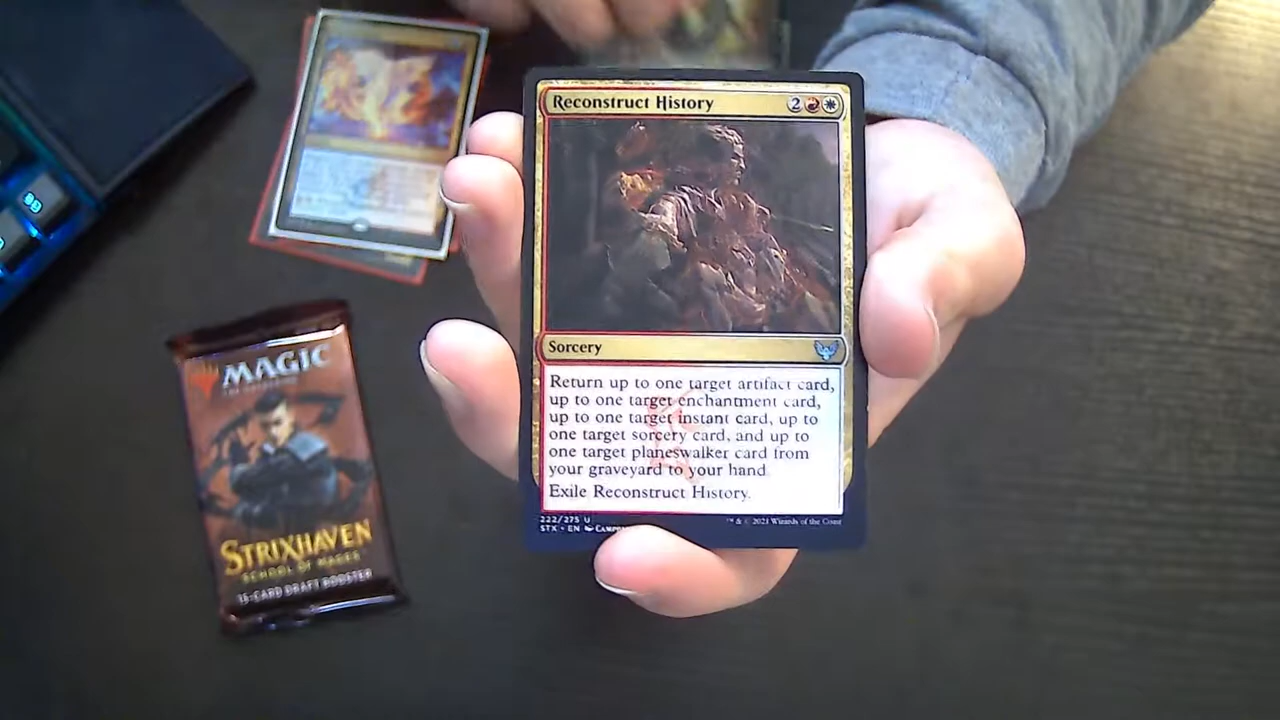 Reconstruct History
2
Sorcery
Return up to one target artifact card,
up to one target enchantment card,
up to one target instant card, up to
one target sorcery card, and up to
one target planeswalker card from
your graveyard to your hand.
Exile Reconstruct History.
222/275 U
STX • EN
™ & © 2021 Wizards of the Coast
MAGIC
STRIXHAVEN
SCHOOL OF MAGES
15-CARD DRAFT BOOSTER